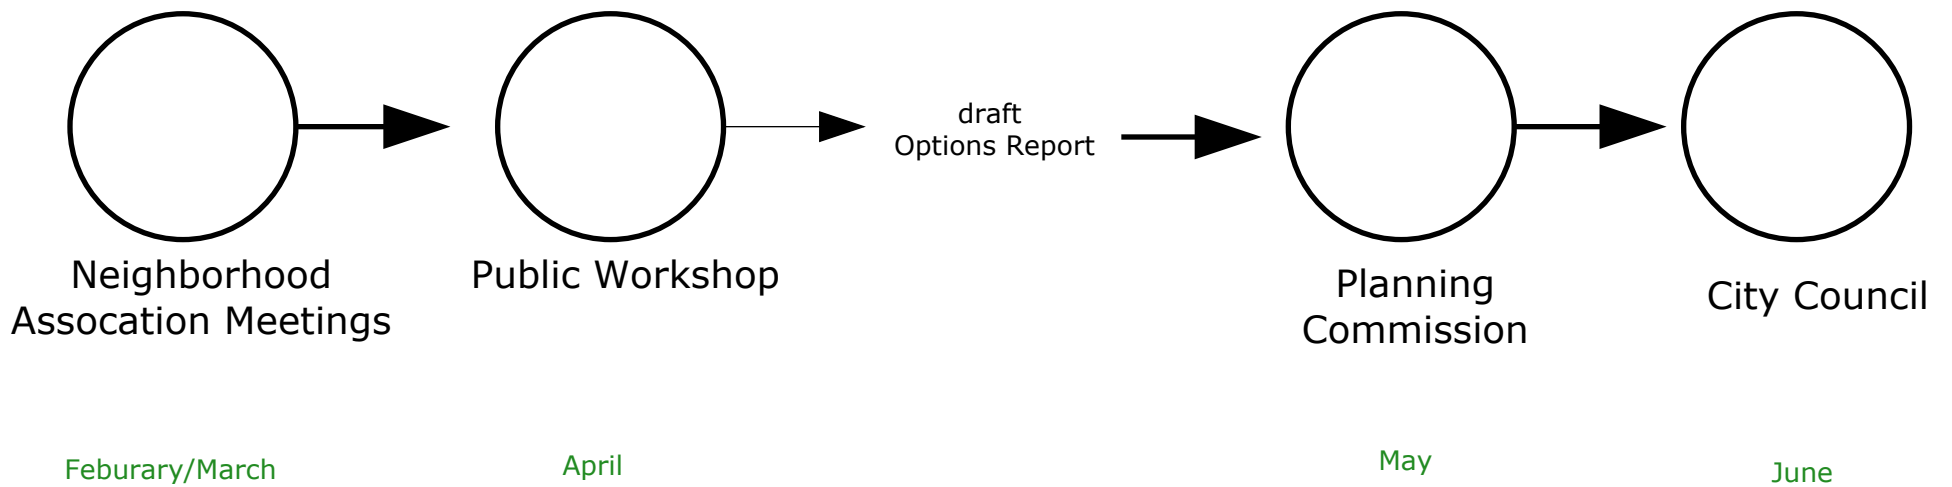 draft
Options Report
Neighborhood
Assocation Meetings
Public Workshop
Planning
Commission
City Council
Feburary/March
April
May
June